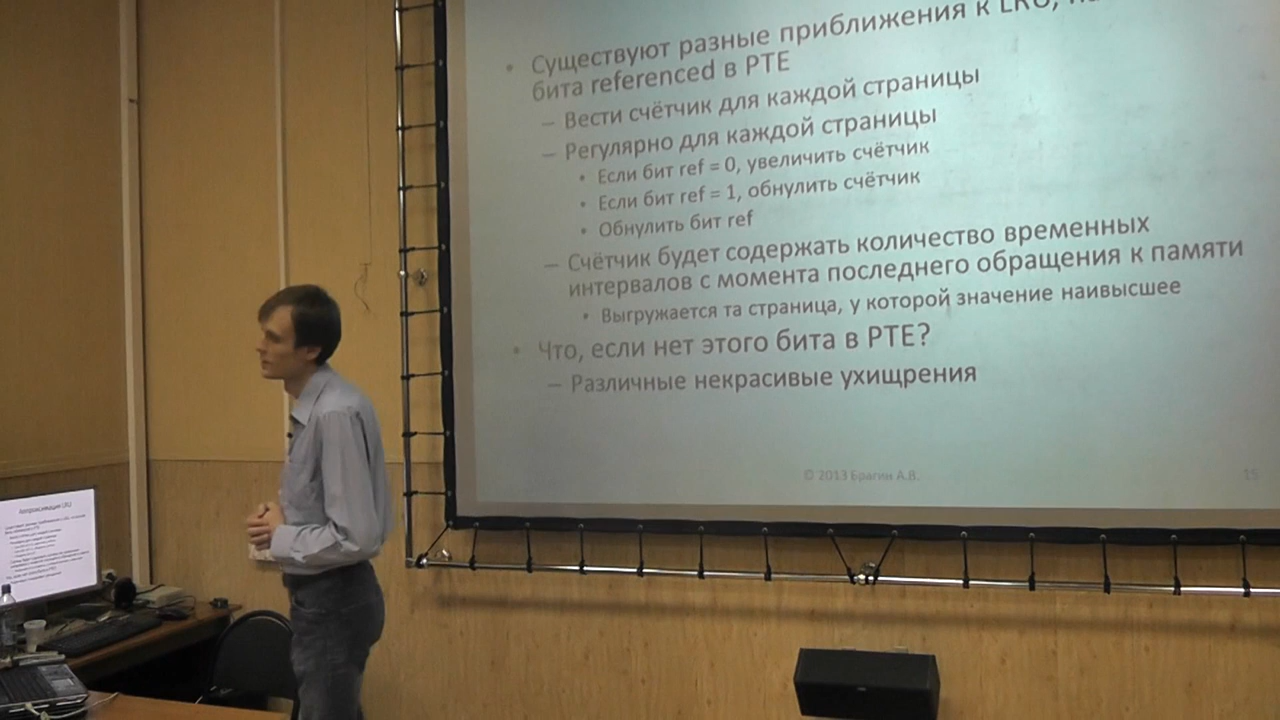 Существуют разные приближения к LRU,
бита referenced в PTE
– Вести счётчик для каждой страницы
– Регулярно для каждой страницы
• Если бит ref = 0, увеличить счётчик
• Если бит ref = 1, обнулить счётчик
• Обнулить бит ref
– Счётчик будет содержать количество временных
интервалов с момента последнего обращения к памяти
• Выгружается та страница, у которой значение наивысшее
• Что, если нет этого бита в PTE?
– Различные некрасивые ухищрения
© 2013 Брагин А.В.
15
Аппроксимация LRU